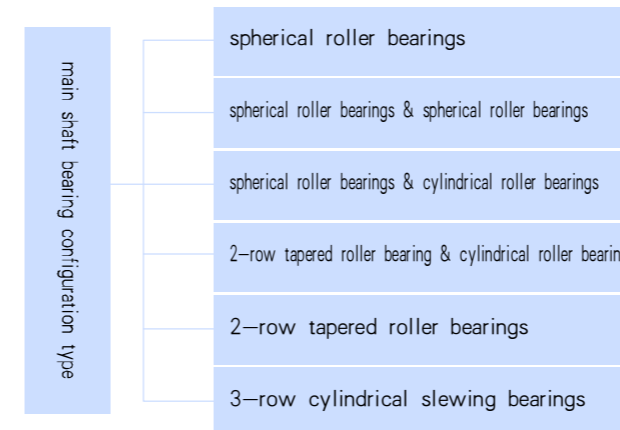 main shaft bearing configuration type
spherical roller bearings
spherical roller bearings & spherical roller bearings
spherical roller bearings & cylindrical roller bearings
2-row tapered roller bearing & cylindrical roller bearin
2-row tapered roller bearings
3-row cylindrical slewing bearings